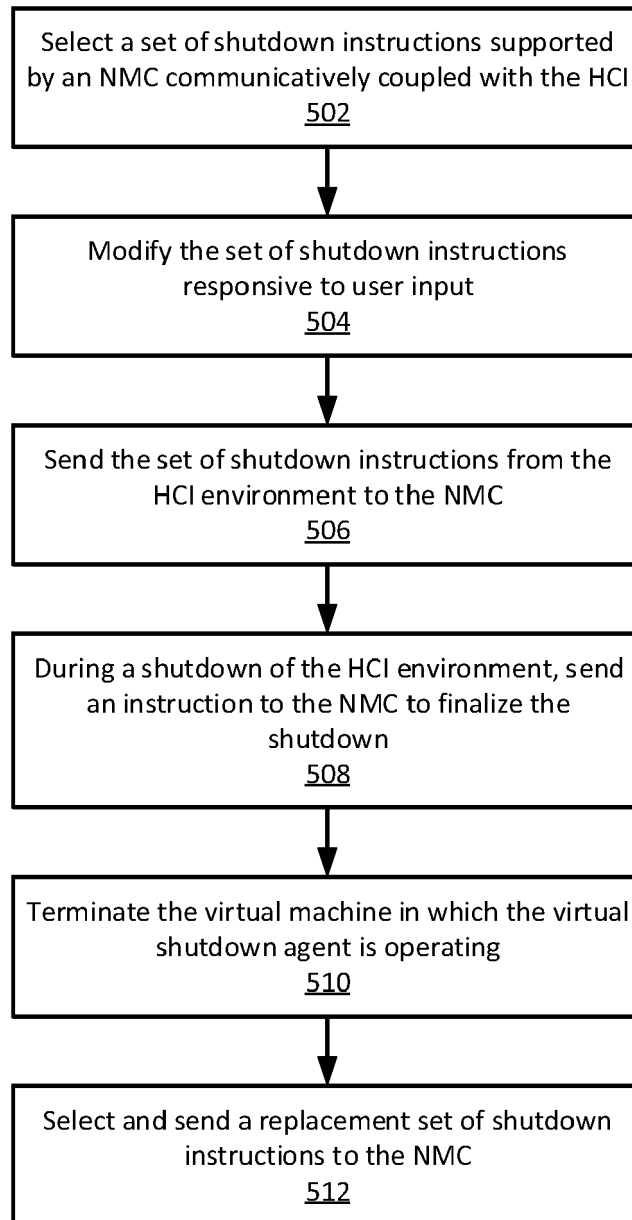 Select a set of shutdown instructions supported
by an NMC communicatively coupled with the HCI
502
Modify the set of shutdown instructions
responsive to user input
504
Send the set of shutdown instructions from the
HCI environment to the NMC
506
During a shutdown of the HCI environment, send
an instruction to the NMC to finalize the
shutdown
508
Terminate the virtual machine in which the virtual
shutdown agent is operating
510
Select and send a replacement set of shutdown
instructions to the NMC
512